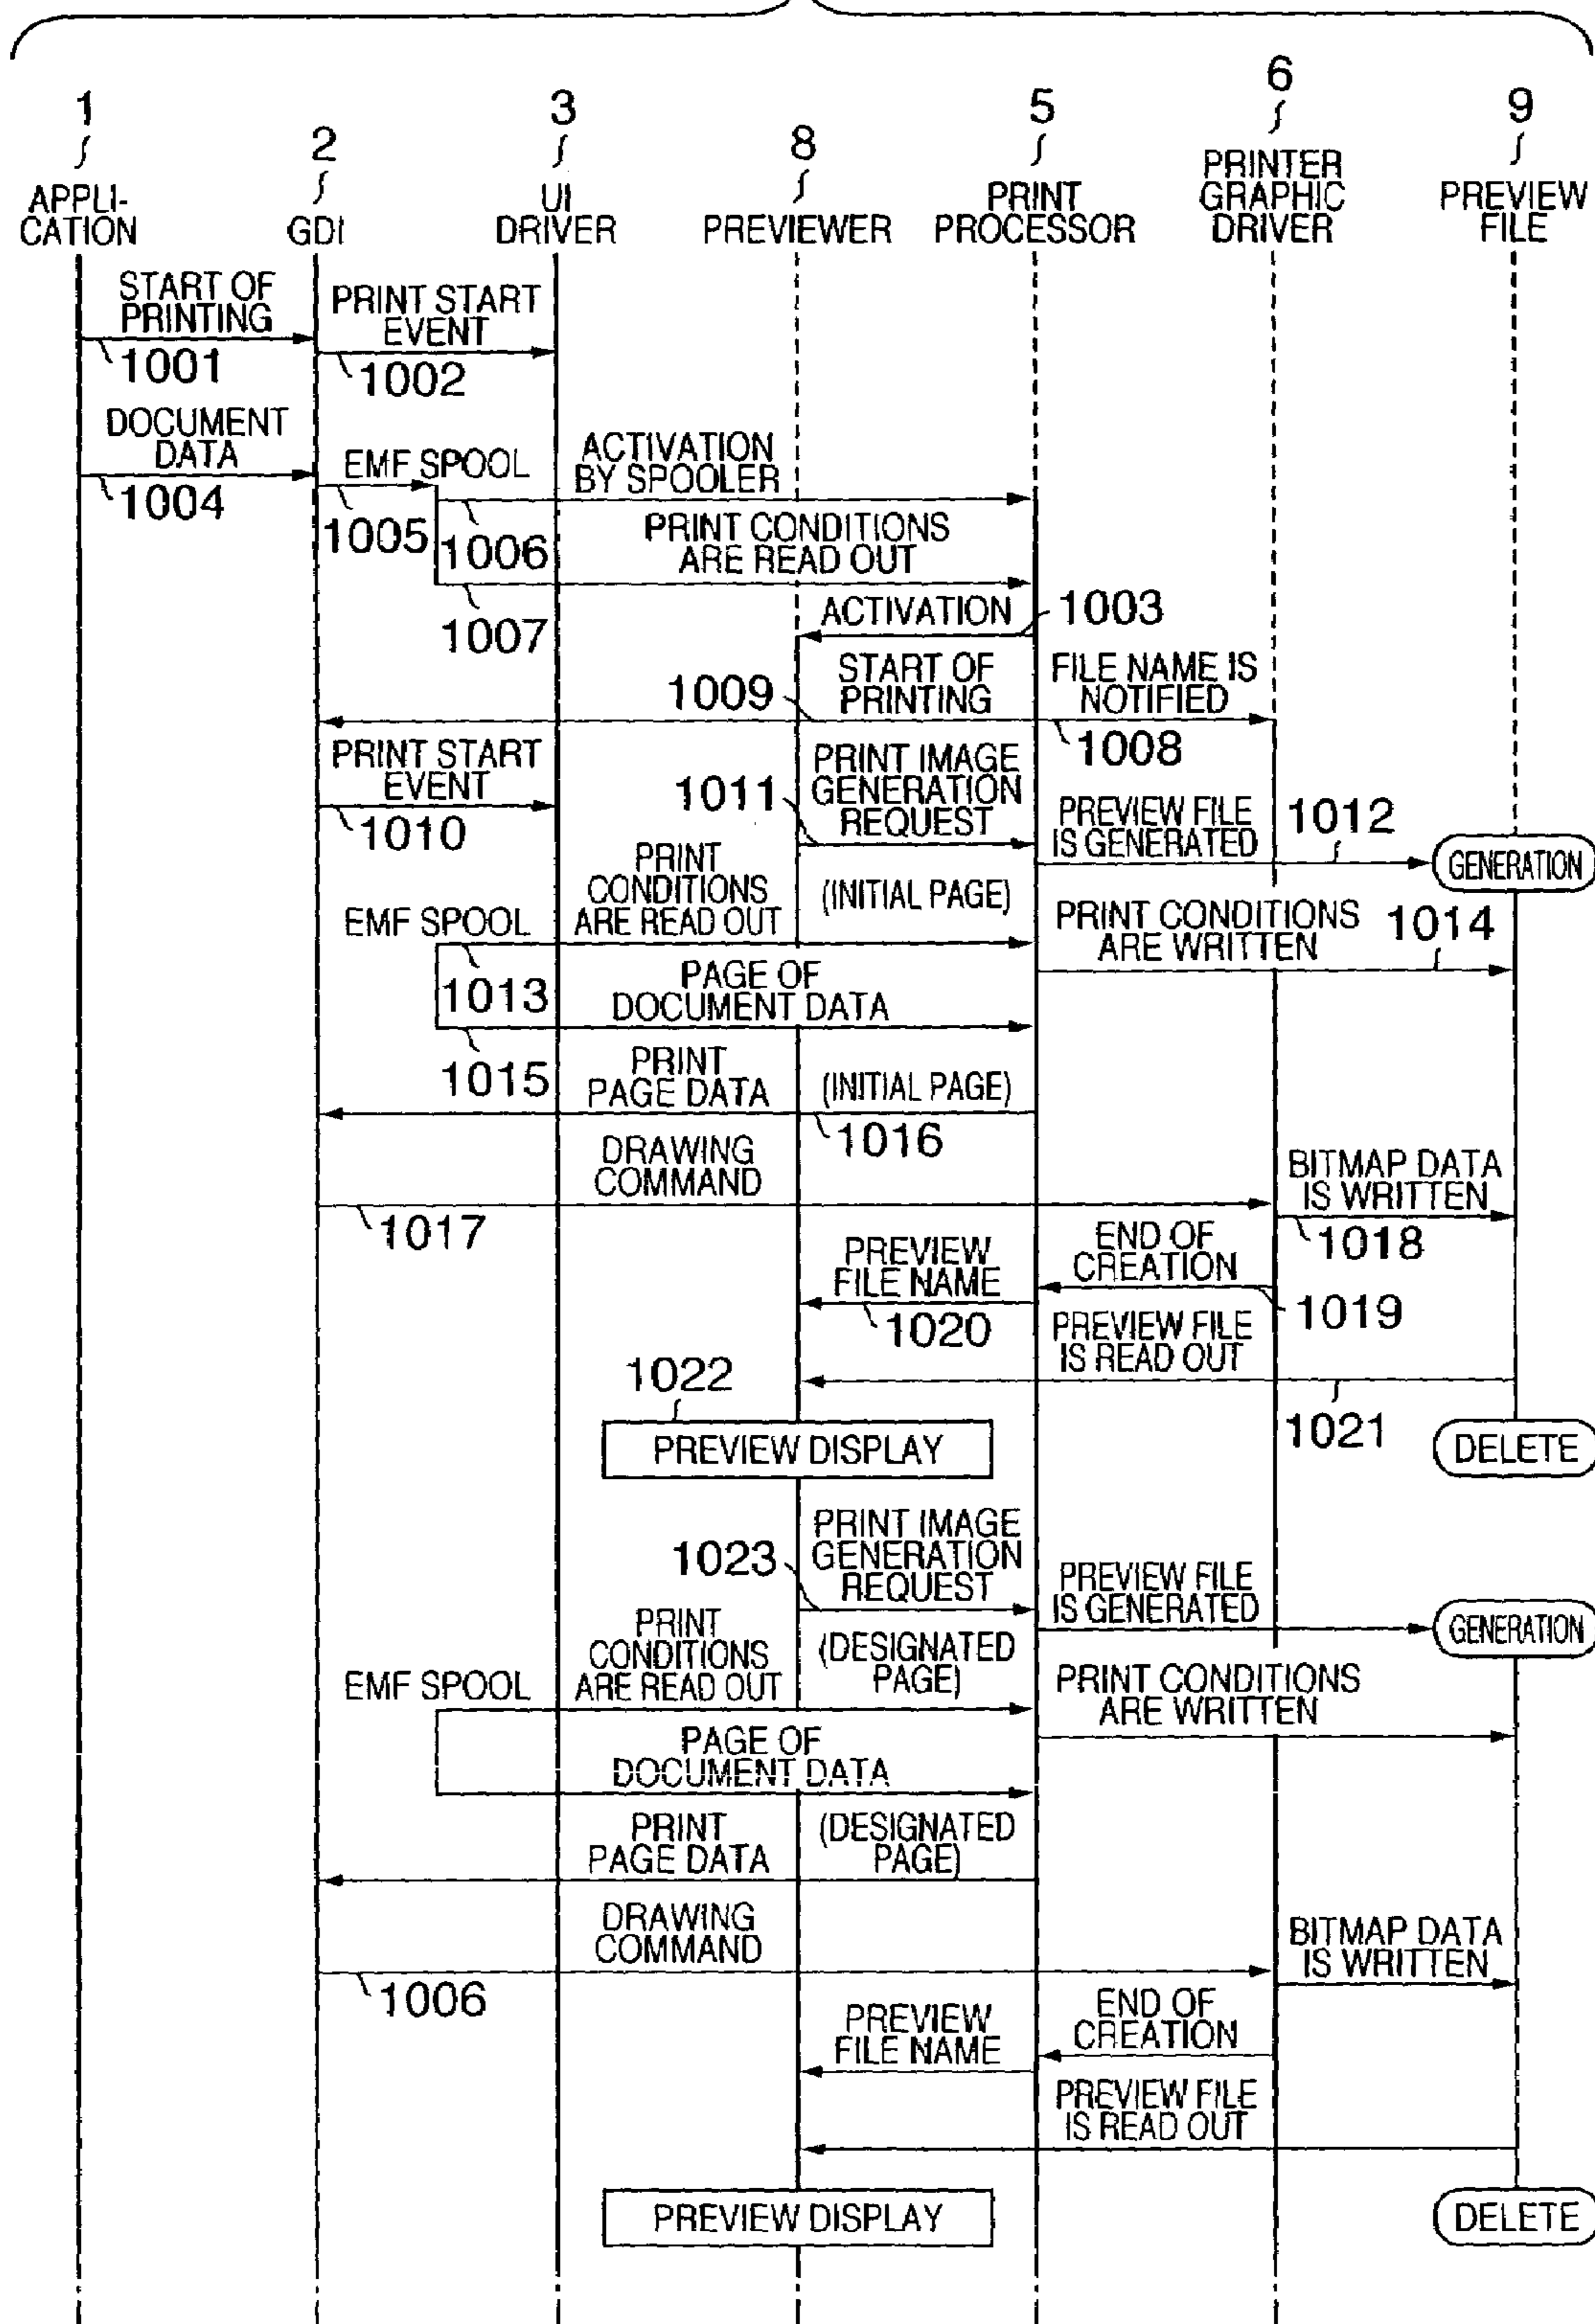 1
2
3
8
5
6
9
APPLI-
CATION
GDI
UI
DRIVER
PREVIEWER
PRINT
PROCESSOR
PRINTER
GRAPHIC
DRIVER
PREVIEW
FILE
START OF
PRINTING
1001
PRINT START
EVENT
1002
DOCUMENT
DATA
1004
EMF SPOOL
1005
ACTIVATION
BY SPOOLER
1006
PRINT CONDITIONS
ARE READ OUT
1007
ACTIVATION
1003
1009
START OF
PRINTING
FILE NAME IS
NOTIFIED
1008
PRINT START
EVENT
1010
1011
PRINT IMAGE
GENERATION
REQUEST
(INITIAL PAGE)
PREVIEW FILE
IS GENERATED
1012
GENERATION
EMF SPOOL
PRINT
CONDITIONS
ARE READ OUT
1013
PRINT CONDITIONS
ARE WRITTEN
1014
PAGE OF
DOCUMENT DATA
1015
PRINT
PAGE DATA
(INITIAL PAGE)
1016
DRAWING
COMMAND
1017
BITMAP DATA
IS WRITTEN
1018
END OF
CREATION
1019
PREVIEW
FILE NAME
1020
PREVIEW FILE
IS READ OUT
1021
1022
PREVIEW DISPLAY
DELETE
1023
PRINT IMAGE
GENERATION
REQUEST
(DESIGNATED
PAGE)
PREVIEW FILE
IS GENERATED
GENERATION
EMF SPOOL
PRINT
CONDITIONS
ARE READ OUT
PRINT CONDITIONS
ARE WRITTEN
PAGE OF
DOCUMENT DATA
PRINT
PAGE DATA
(DESIGNATED
PAGE)
DRAWING
COMMAND
1006
BITMAP DATA
IS WRITTEN
END OF
CREATION
PREVIEW
FILE NAME
PREVIEW FILE
IS READ OUT
PREVIEW DISPLAY
DELETE